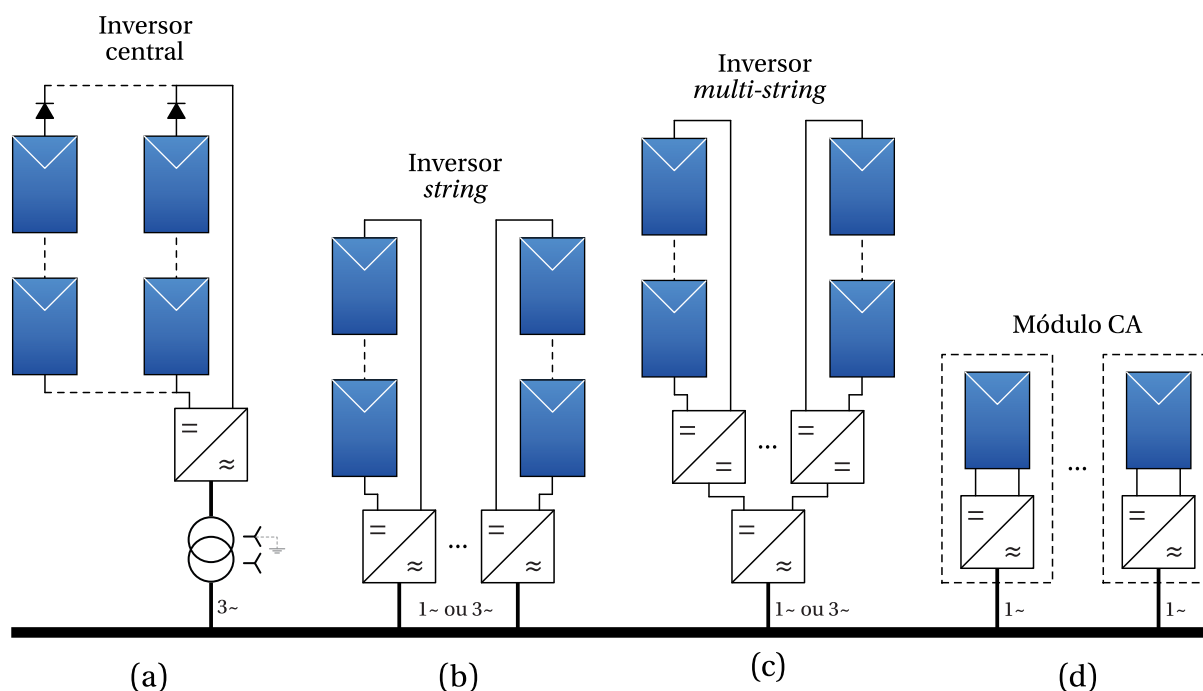 Inversor
central
3~
(a)
Inversor
string
...
1~ ou 3~
(b)
Inversor
multi-string
...
1~ ou 3~
(c)
Módulo CA
...
1~
1~
(d)